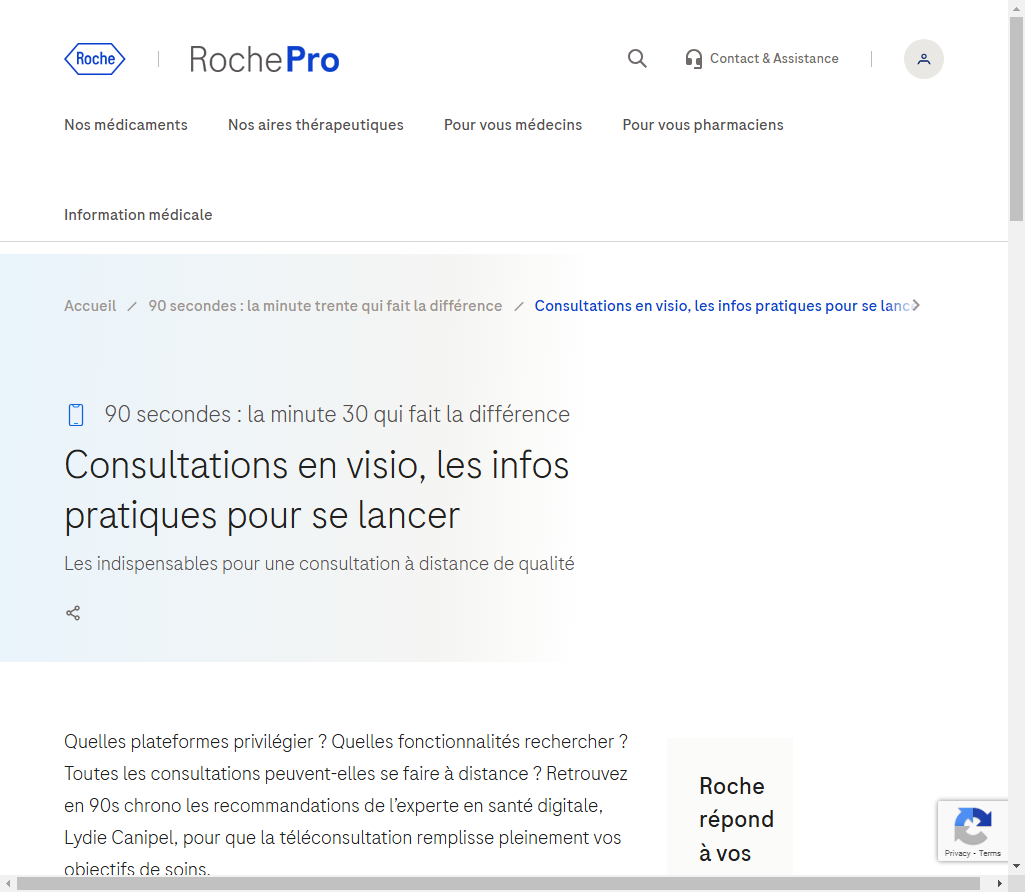 Roche
RochePro
Contact & Assistance
Nos médicaments
Nos aires thérapeutiques
Pour vous médecins
Pour vous pharmaciens
Information médicale
Accueil / 90 secondes : la minute trente qui fait la différence / Consultations en visio, les infos pratiques pour se lanc
90 secondes : la minute 30 qui fait la différence
Consultations en visio, les infos
pratiques pour se lancer
Les indispensables pour une consultation à distance de qualité
Quelles plateformes privilégier ? Quelles fonctionnalités rechercher ?
Toutes les consultations peuvent-elles se faire à distance ? Retrouvez
en 90s chrono les recommandations de l’experte en santé digitale,
Lydie Canipel, pour que la téléconsultation remplisse pleinement vos
objectifs de soins.
Roche
répond
à vos
Privacy - Terms